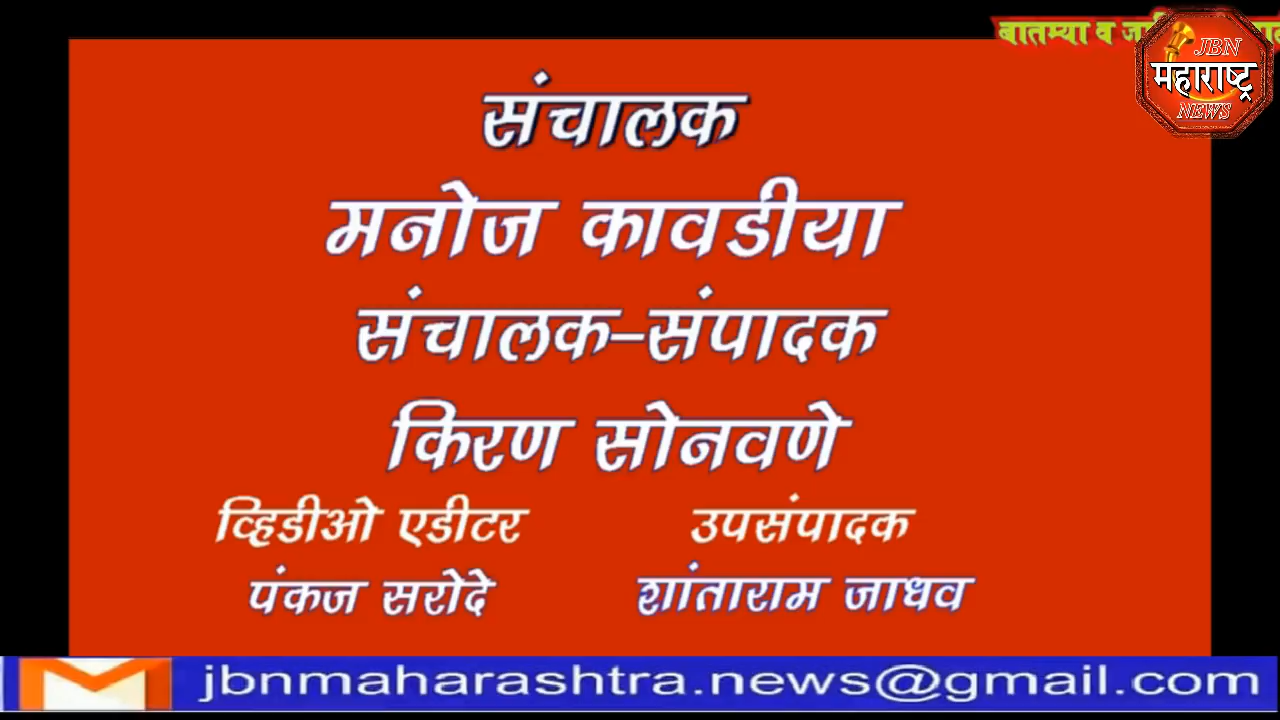 बातम्या व
JBN
महाराष्ट्र
NEWS
संचालक
मनोज कावडीया
संचालक-संपादक
किरण सोनवणे
व्हिडीओ एडीटर उपसंपादक
पंकज सरोदे शांताराम जाधव
jbnmaharashtra.news@gmail.com